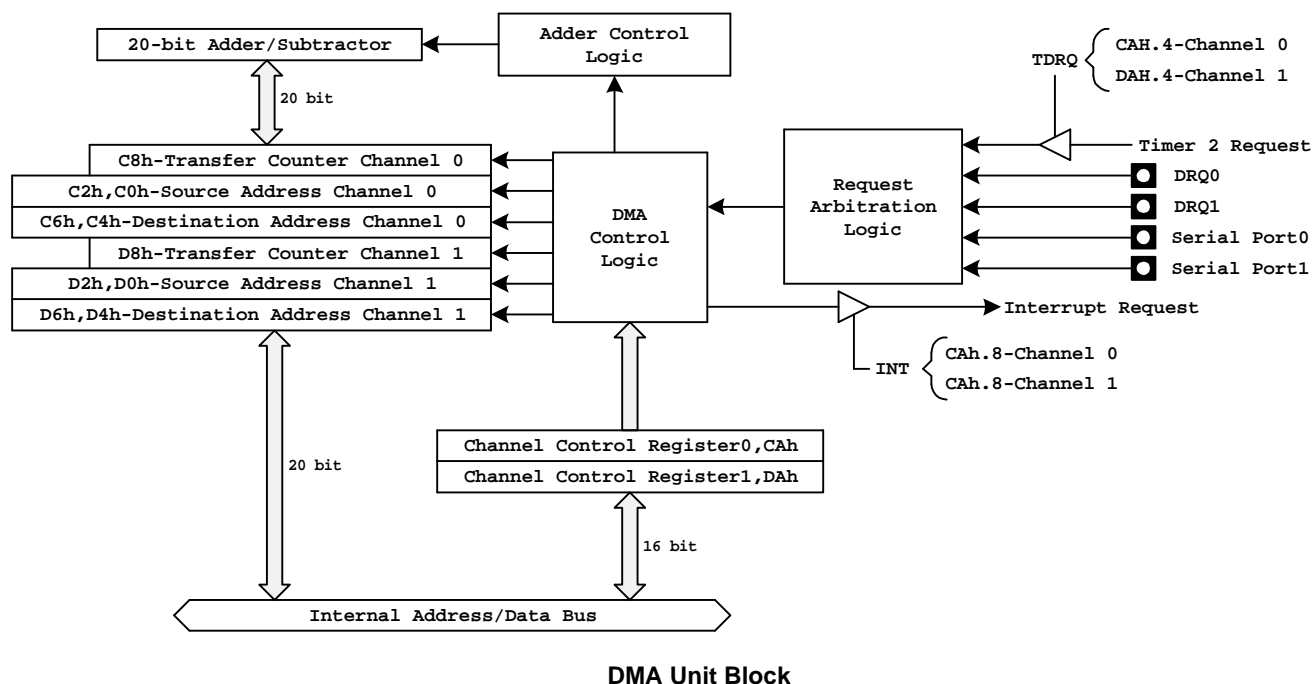 20-bit Adder/Subtractor
Adder Control
Logic
TDRQ
CAH.4-Channel 0
DAH.4-Channel 1
20 bit
Timer 2 Request
C8h-Transfer Counter Channel 0
C2h,C0h-Source Address Channel 0
C6h,C4h-Destination Address Channel 0
D8h-Transfer Counter Channel 1
D2h,D0h-Source Address Channel 1
D6h,D4h-Destination Address Channel 1
DMA
Control
Logic
Request
Arbitration
Logic
DRQ0
DRQ1
Serial Port0
Serial Port1
Interrupt Request
INT
CAh.8-Channel 0
CAh.8-Channel 1
Channel Control Register0,CAh
Channel Control Register1,DAh
20 bit
16 bit
Internal Address/Data Bus
DMA Unit Block